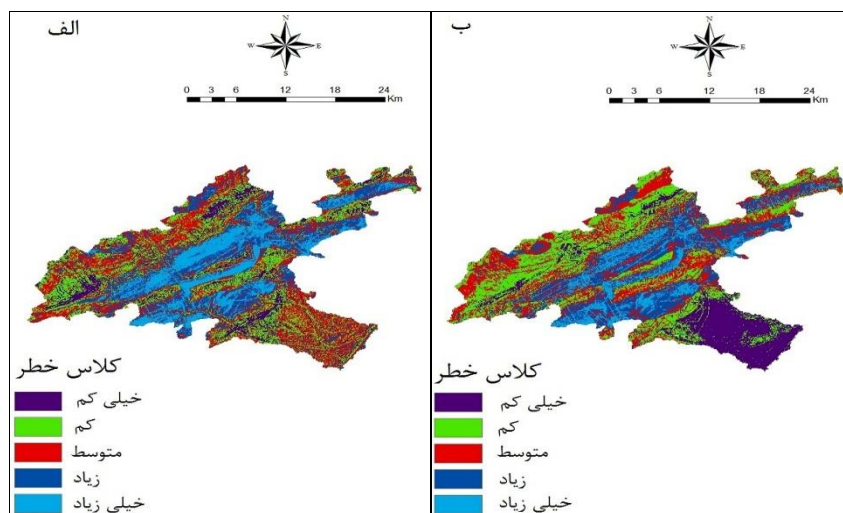 الف
N
W E
S
0 3 6 12 18 24
Km
کلاس خطر
خیلی کم
کم
متوسط
زیاد
خیلی زیاد
ب
N
W E
S
0 3 6 12 18 24
Km
کلاس خطر
خیلی کم
کم
متوسط
زیاد
خیلی زیاد